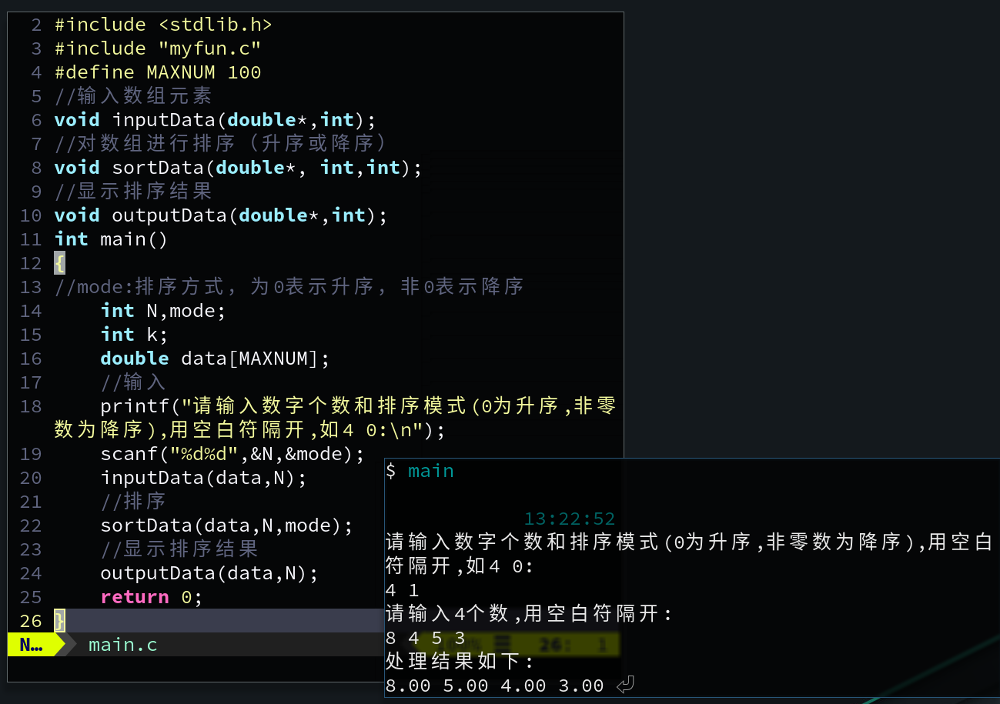 2 #include <stdlib.h>
3 #include "myfun.c"
4 #define MAXNUM 100
5 //输入数组元素
6 void inputData(double*,int);
7 //对数组进行排序（升序或降序）
8 void sortData(double*, int,int);
9 //显示排序结果
10 void outputData(double*,int);
11 int main()
12 {
13 //mode:排序方式，为0表示升序，非0表示降序
14     int N,mode;
15     int k;
16     double data[MAXNUM];
17     //输入
18     printf("请输入数字个数和排序模式(0为升序,非零
数为降序),用空白符隔开,如4 0:\n");
19     scanf("%d%d",&N,&mode);
20     inputData(data,N);
21     //排序
22     sortData(data,N,mode);
23     //显示排序结果
24     outputData(data,N);
25     return 0;
26 }
N… main.c
26: 1
$ main
13:22:52
请输入数字个数和排序模式(0为升序,非零数为降序),用空白
符隔开,如4 0:
4 1
请输入4个数,用空白符隔开:
8 4 5 3
处理结果如下:
8.00 5.00 4.00 3.00 ⏎